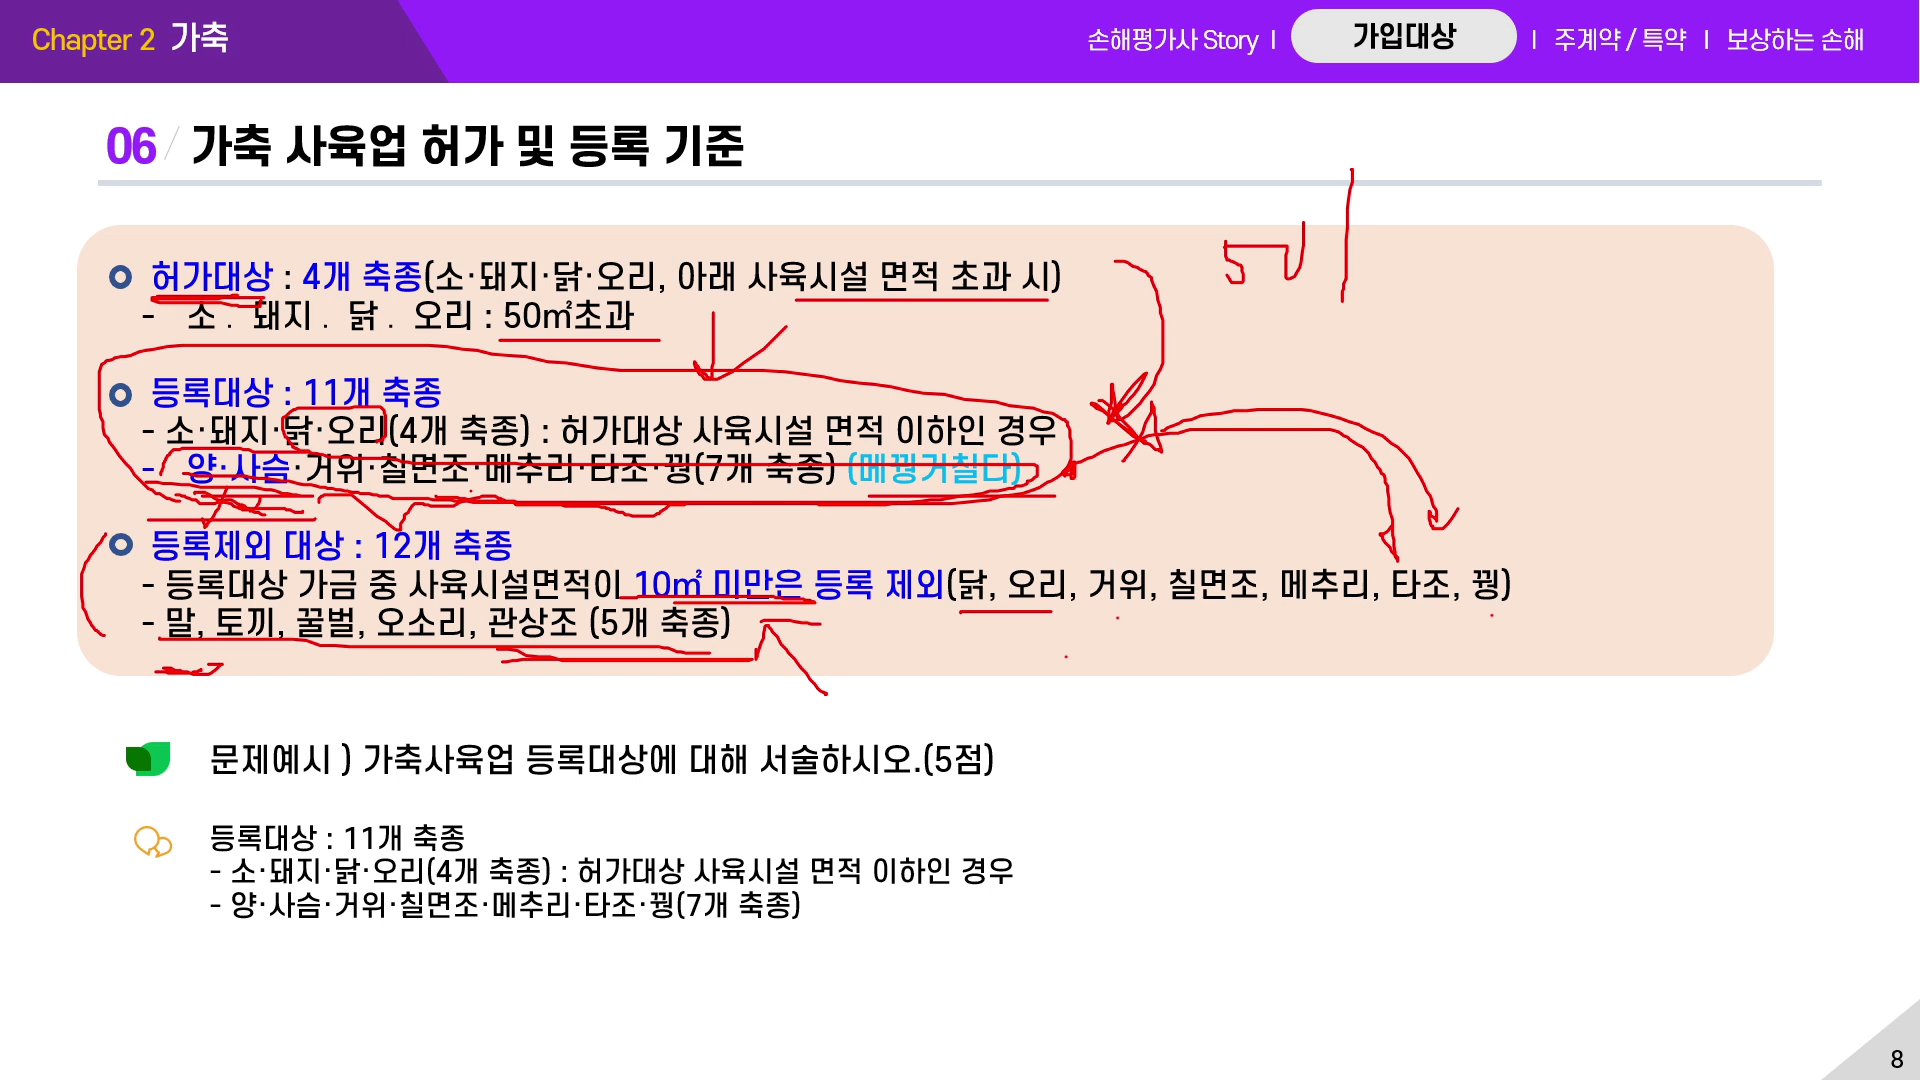 Chapter 2 가축
손해평가사 Story
가입대상
주계약 / 특약
보상하는 손해
06 / 가축 사육업 허가 및 등록 기준
허가대상 : 4개 축종(소·돼지·닭·오리, 아래 사육시설 면적 초과 시)
- 소 . 돼지 . 닭 . 오리 : 50㎡초과
등록대상 : 11개 축종
- 소·돼지·닭·오리(4개 축종) : 허가대상 사육시설 면적 이하인 경우
- 양·사슴·거위·칠면조·메추리·타조·꿩(7개 축종) (메꿩거칠타)
등록제외 대상 : 12개 축종
- 등록대상 가금 중 사육시설면적이 10㎡ 미만은 등록 제외(닭, 오리, 거위, 칠면조, 메추리, 타조, 꿩)
- 말, 토끼, 꿀벌, 오소리, 관상조 (5개 축종)
문제예시 ) 가축사육업 등록대상에 대해 서술하시오.(5점)
등록대상 : 11개 축종
- 소·돼지·닭·오리(4개 축종) : 허가대상 사육시설 면적 이하인 경우
- 양·사슴·거위·칠면조·메추리·타조·꿩(7개 축종)
8